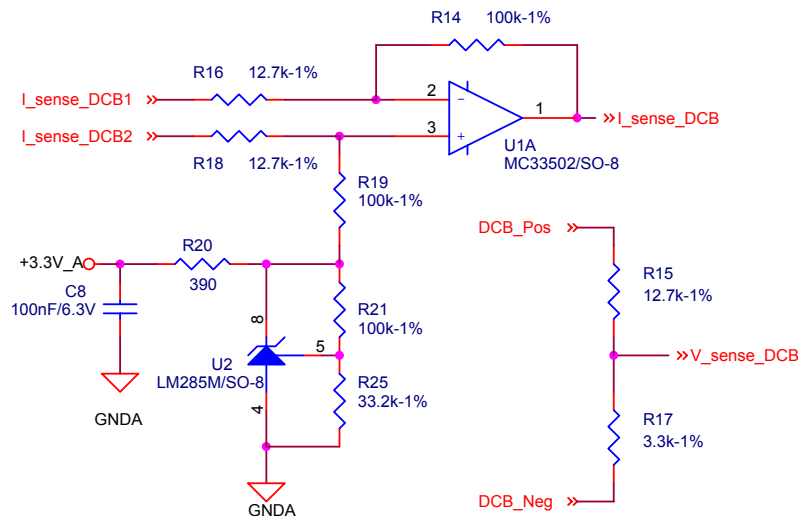 R14 100k-1%
R16 12.7k-1%
I_sense_DCB1
2
1
I_sense_DCB
I_sense_DCB2
3
R18 12.7k-1%
U1A
MC33502/SO-8
R19
100k-1%
DCB_Pos
R20
+3.3V_A
390
C8
100nF/6.3V
R15
12.7k-1%
8
R21
100k-1%
5
U2
LM285M/SO-8
V_sense_DCB
R25
33.2k-1%
4
GNDA
R17
3.3k-1%
DCB_Neg
GNDA